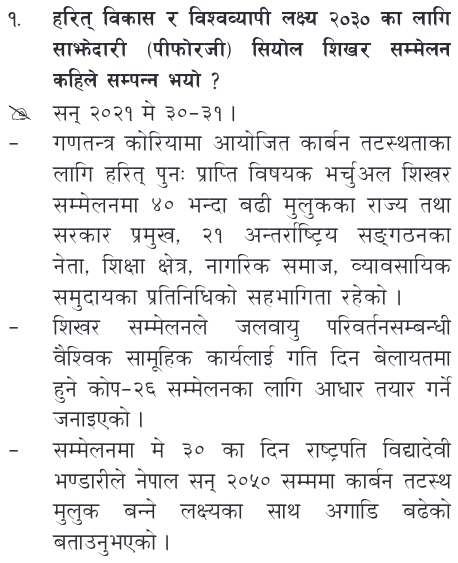 १. हरित् विकास र विश्वव्यापी लक्ष्य २०३० का लागि
साझेदारी (पीफोरजी) सियोल शिखर सम्मेलन
कहिले सम्पन्न भयो ?
सन् २०२१ मे ३०-३१ ।
- गणतन्त्र कोरियामा आयोजित कार्बन तटस्थताका
लागि हरित् पुनः प्राप्ति विषयक भर्चुअल शिखर
सम्मेलनमा ४० भन्दा बढी मुलुकका राज्य तथा
सरकार प्रमुख, २१ अन्तर्राष्ट्रिय सङ्गठनका
नेता, शिक्षा क्षेत्र, नागरिक समाज, व्यावसायिक
समुदायका प्रतिनिधिको सहभागिता रहेको ।
- शिखर सम्मेलनले जलवायु परिवर्तनसम्बन्धी
वैश्विक सामूहिक कार्यलाई गति दिन बेलायतमा
हुने कोप-२६ सम्मेलनका लागि आधार तयार गर्ने
जनाइएको ।
- सम्मेलनमा मे ३० का दिन राष्ट्रपति विद्यादेवी
भण्डारीले नेपाल सन् २०५० सम्ममा कार्बन तटस्थ
मुलुक बन्ने लक्ष्यका साथ अगाडि बढेको
बताउनुभएको ।